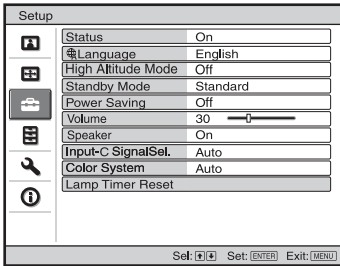 Setup
Status On
Language English
High Altitude Mode Off
Standby Mode Standard
Power Saving Off
Volume 30
Speaker On
Input-C SignalSel. Auto
Color System Auto
Lamp Timer Reset
Sel: Set: ENTER Exit: MENU